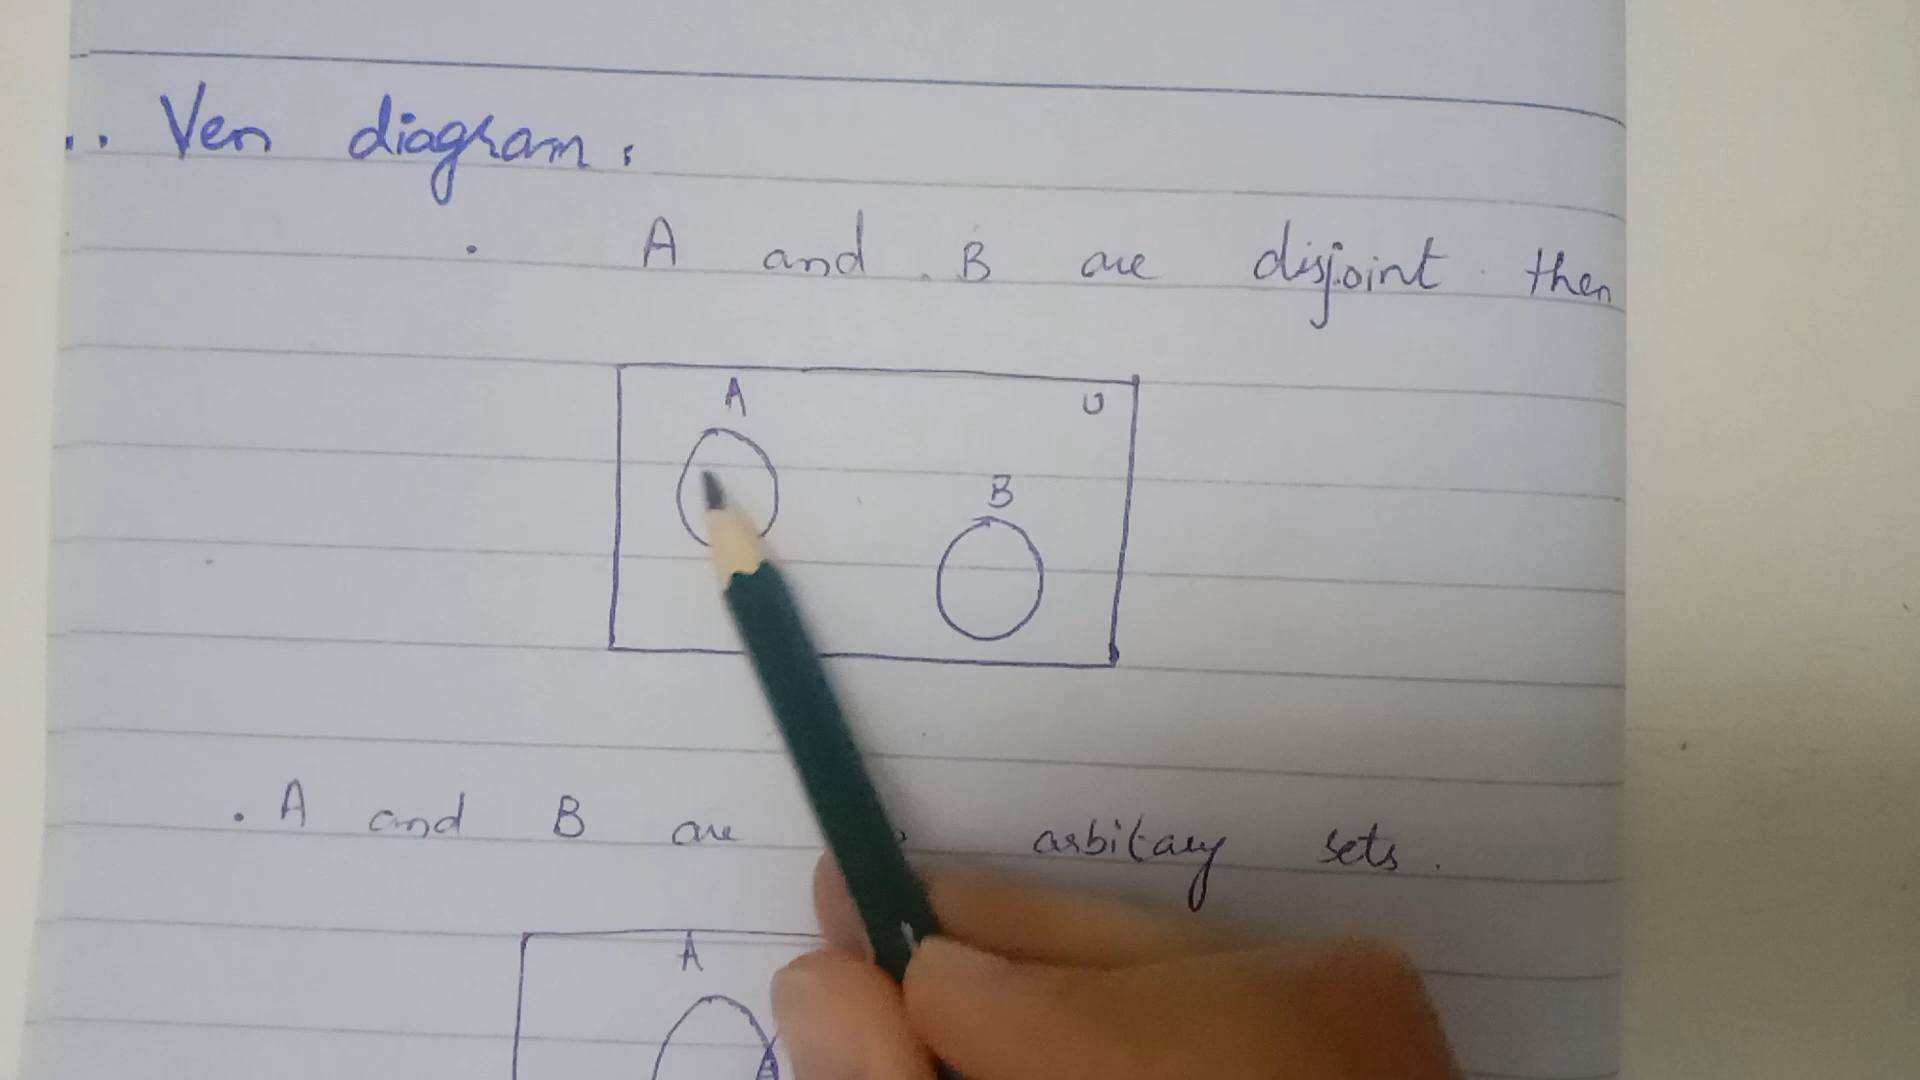 .. Ven diagram.
. A and B are disjoint then
A U
B
. A and B are arbitary sets.
A